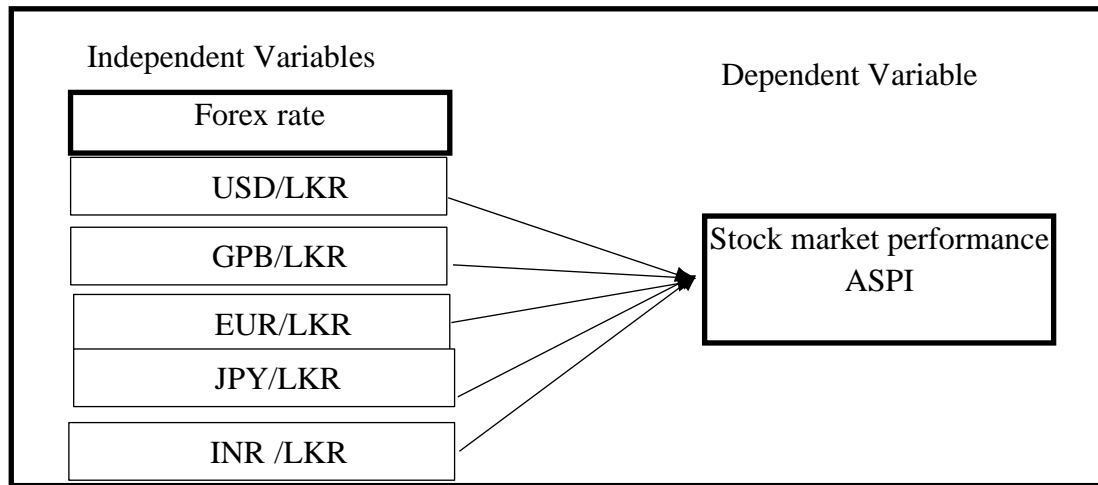 Independent Variables
Dependent Variable
Forex rate
USD/LKR
GPB/LKR
EUR/LKR
JPY/LKR
INR /LKR
Stock market performance
ASPI